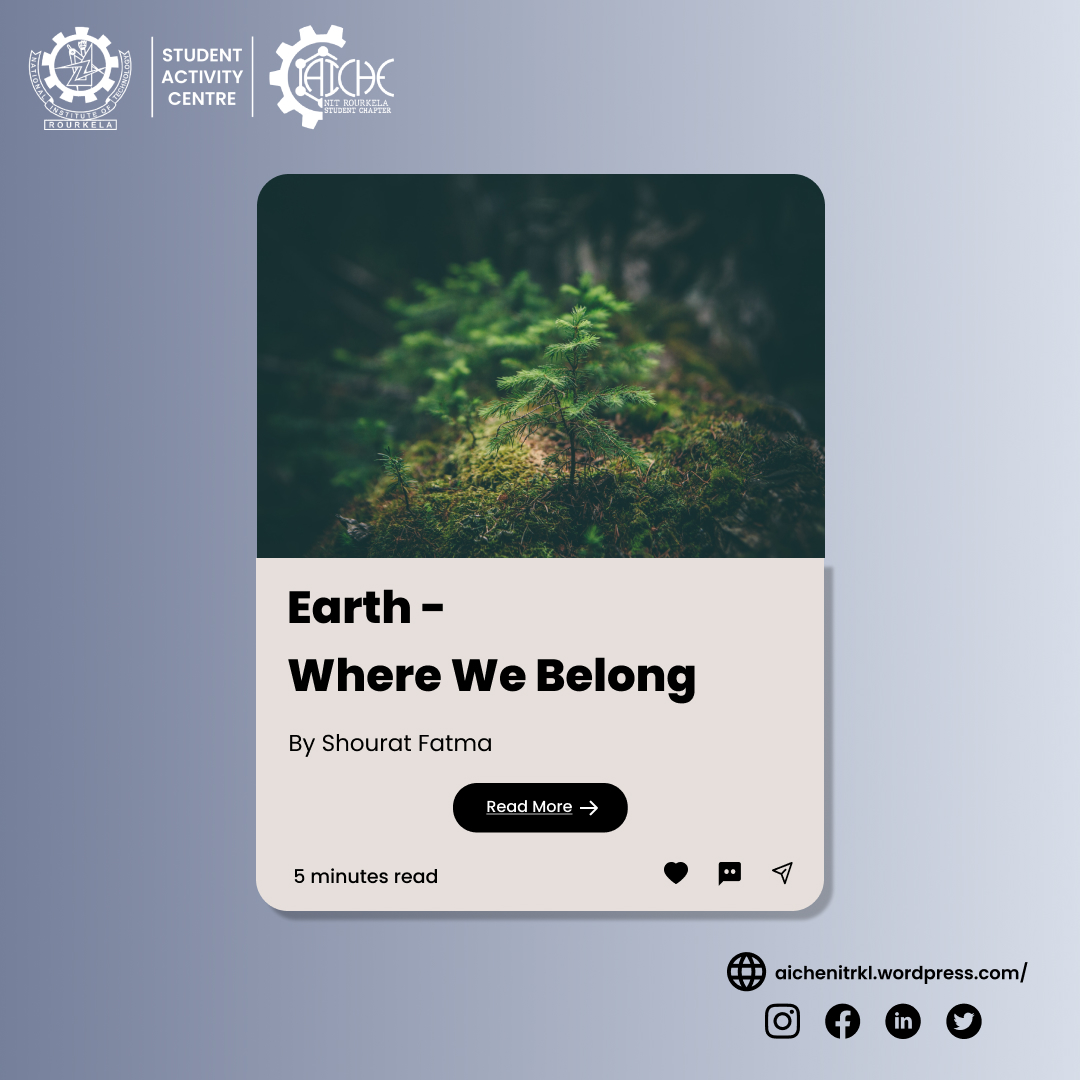 NATIONAL INSTITUTE OF TECHNOLOGY
ROURKELA
STUDENT
ACTIVITY
CENTRE
AIChE
NIT ROURKELA
STUDENT CHAPTER
Earth -
Where We Belong
By Shourat Fatma
Read More
5 minutes read
aichenitrkl.wordpress.com/
in